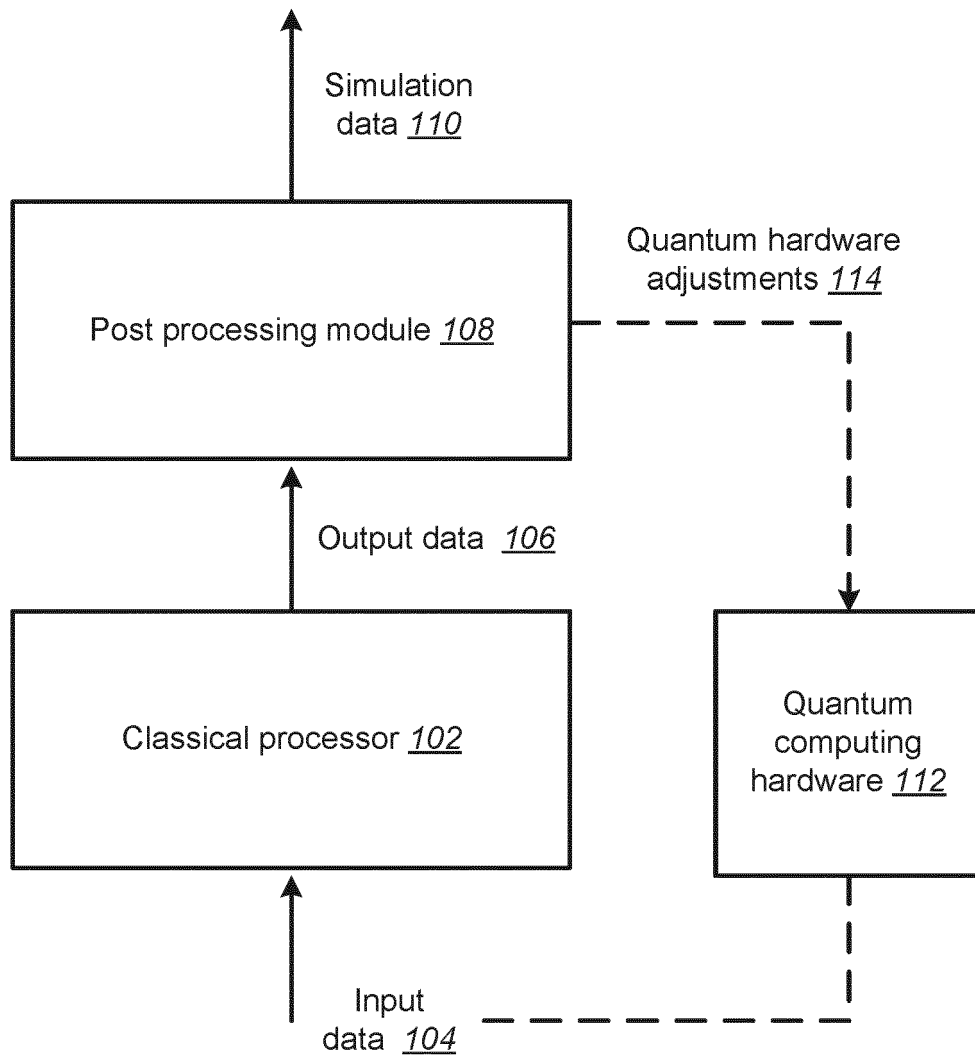 Simulation
data 110
Quantum hardware
adjustments 114
Post processing module 108
Output data 106
Classical processor 102
Quantum
computing
hardware 112
Input
data 104